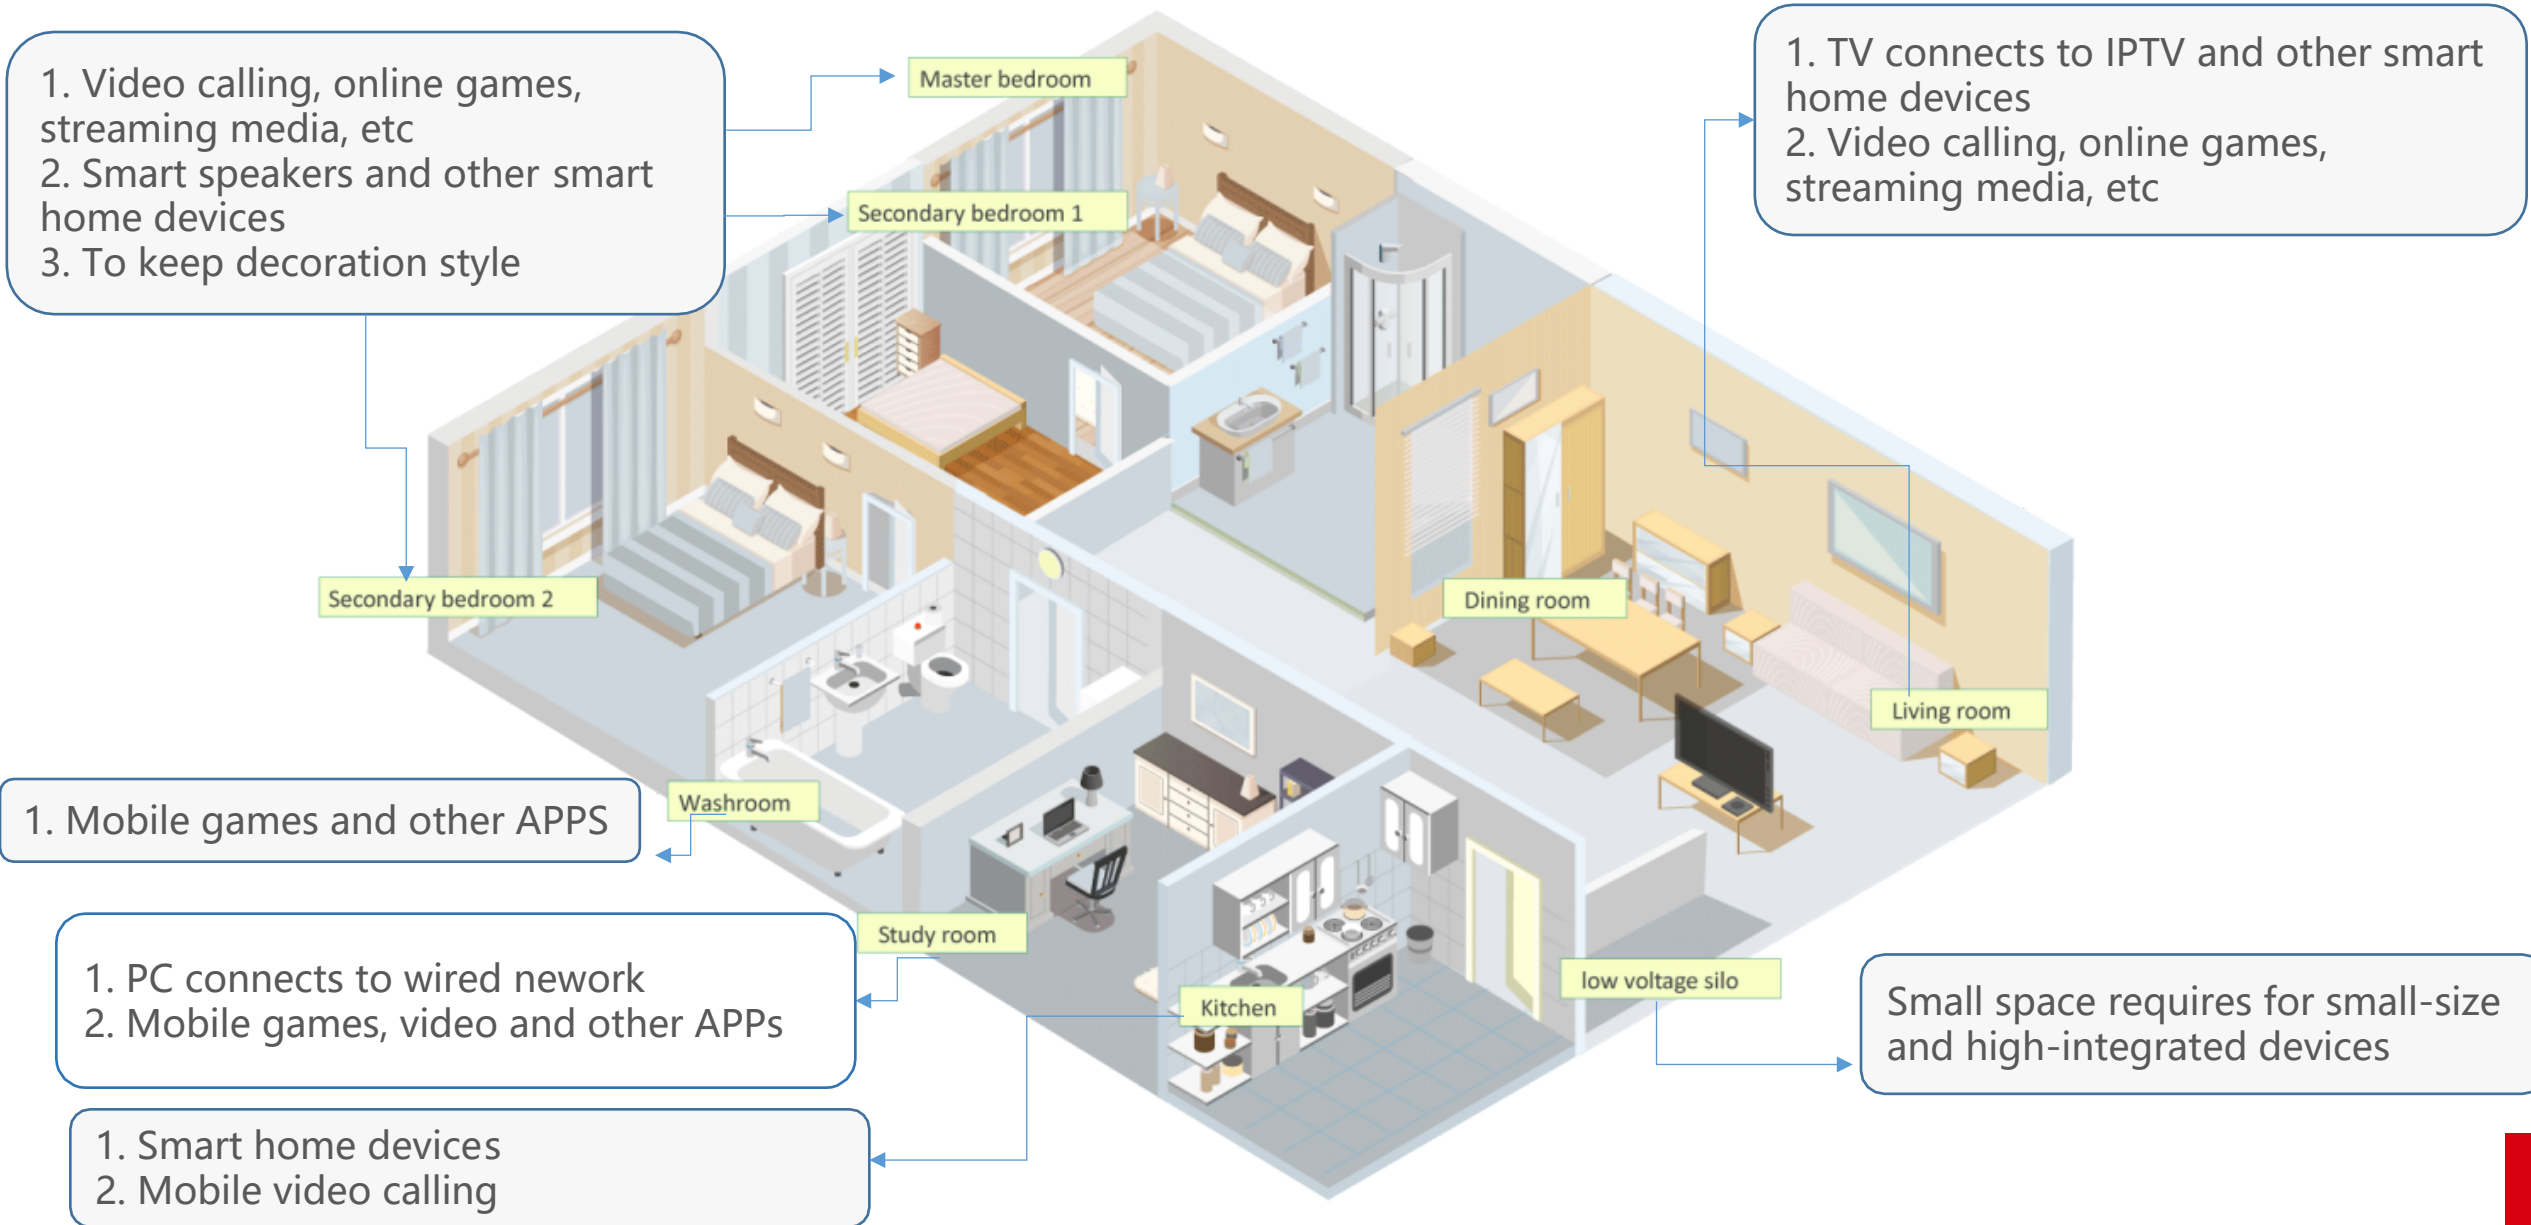 1. Video calling, online games,
streaming media, etc
2. Smart speakers and other smart
home devices
3. To keep decoration style
Master bedroom
Secondary bedroom 1
1. TV connects to IPTV and other smart
home devices
2. Video calling, online games,
streaming media, etc
Secondary bedroom 2
Dining room
Living room
Washroom
1. Mobile games and other APPS
Study room
1. PC connects to wired nework
2. Mobile games, video and other APPs
Kitchen
low voltage silo
Small space requires for small-size
and high-integrated devices
1. Smart home devices
2. Mobile video calling